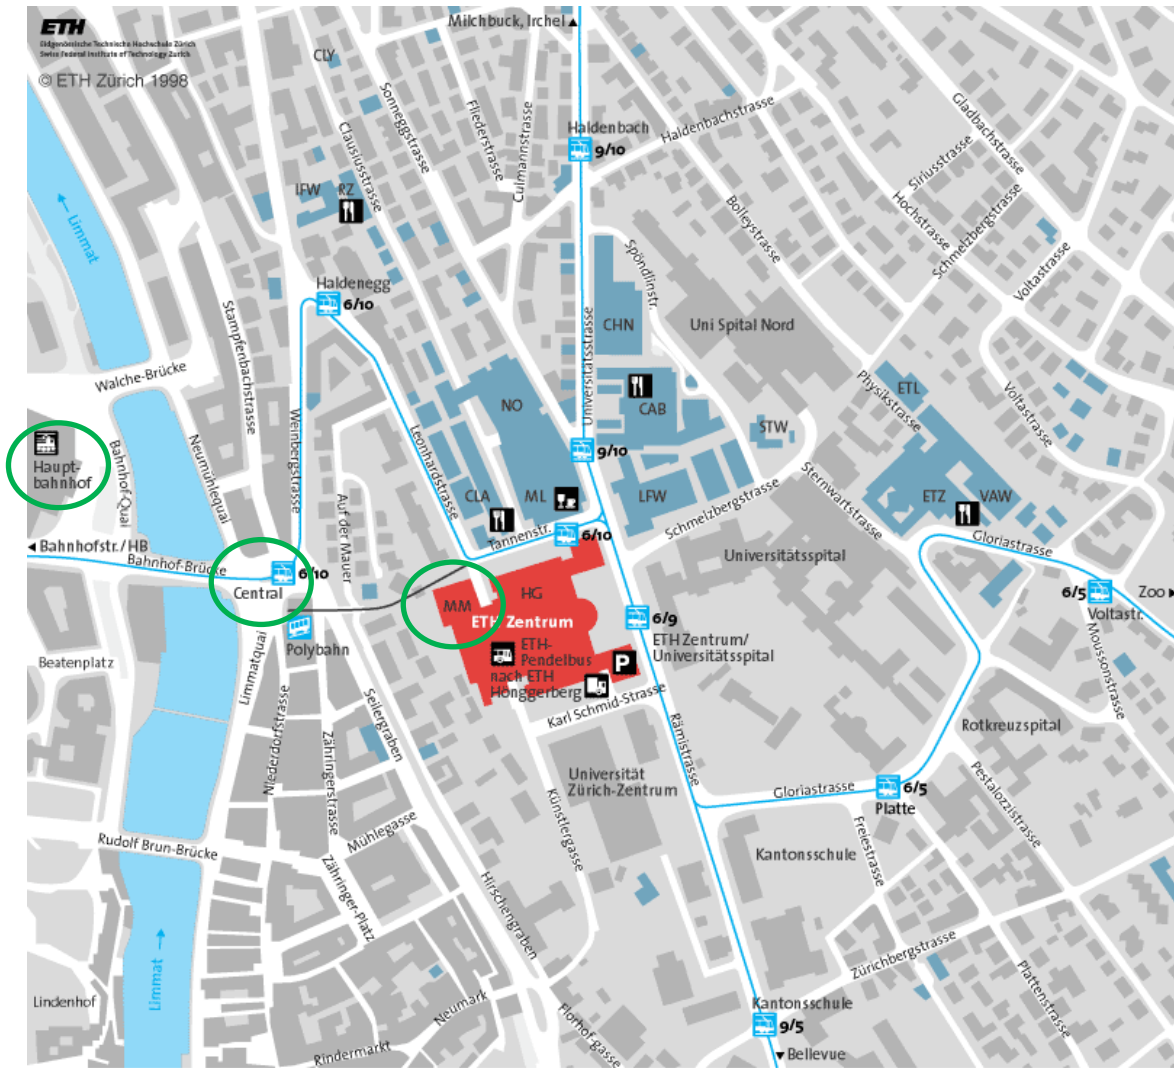 ETH
Eidgenössische Technische Hochschule Zürich
Swiss Federal Institute of Technology Zurich
© ETH Zürich 1998
Milchbuck, Irchel ▲
CLY
Sonneggstrasse
Fliederstrasse
Culmannstrasse
Clausiusstrasse
Haldenbach
9/10
Haldenbachstrasse
Gladbachstrasse
Siriusstrasse
Hochstrasse
Schmelzbergstrasse
Bolleystrasse
Voltastrasse
IFW
RZ
← Limmat
Spöndlinstr.
Haldenegg
6/10
Stampfenbachstrasse
Universitätsstrasse
CHN
Uni Spital Nord
Walche-Brücke
Weinbergstrasse
Physikstrasse
ETL
Voltastrasse
NO
CAB
STW
Leonhardstrasse
Neumühlequai
Bahnhof-Quai
9/10
Haupt-
bahnhof
CLA
ML
LFW
ETZ
VAW
Sternwartstrasse
Schmelzbergstrasse
Auf der Mauer
Tannenstr.
6/10
Gloriastrasse
◄ Bahnhofstr./HB
Bahnhof-Brücke
6/10
Central
Universitätsspital
6/5
Voltastr.
Zoo ►
MM
HG
ETH Zentrum
6/9
ETH Zentrum/
Universitätsspital
Polybahn
ETH-
Pendelbus
nach ETH
Hönggerberg
P
Beatenplatz
Limmatquai
Seilergraben
Karl Schmid-Strasse
Moussonstrasse
Niederdorfstrasse
Zähringerstrasse
Rämistrasse
Rotkreuzspital
Universität
Zürich-Zentrum
Gloriastrasse
6/5
Platte
Pestalozzistrasse
Künstlergasse
Mühlegasse
Rudolf Brun-Brücke
Freiestrasse
Kantonsschule
Zähringer-Platz
Hirschengraben
Zürichbergstrasse
Limmat →
Plattenstrasse
Lindenhof
Neumark
Florhof-gasse
Kantonsschule
9/5
Rindermarkt
▼ Bellevue